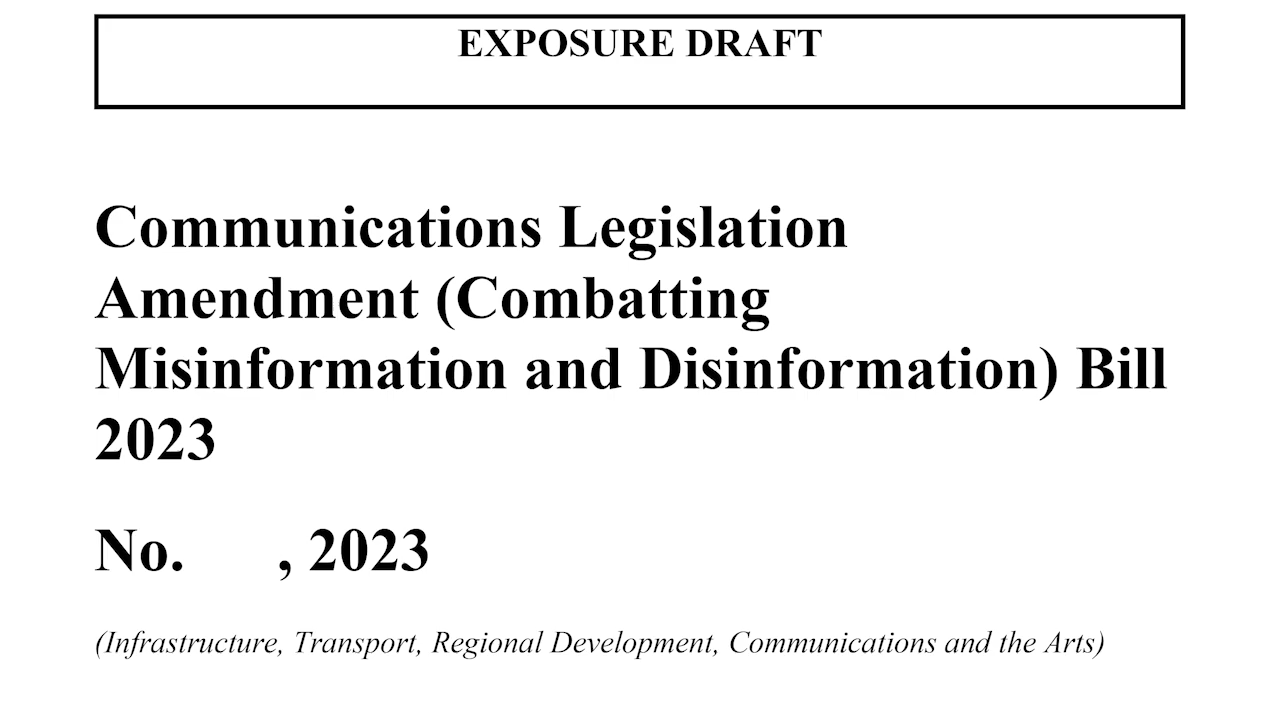 EXPOSURE DRAFT
Communications Legislation
Amendment (Combatting
Misinformation and Disinformation) Bill
2023
No. , 2023
(Infrastructure, Transport, Regional Development, Communications and the Arts)